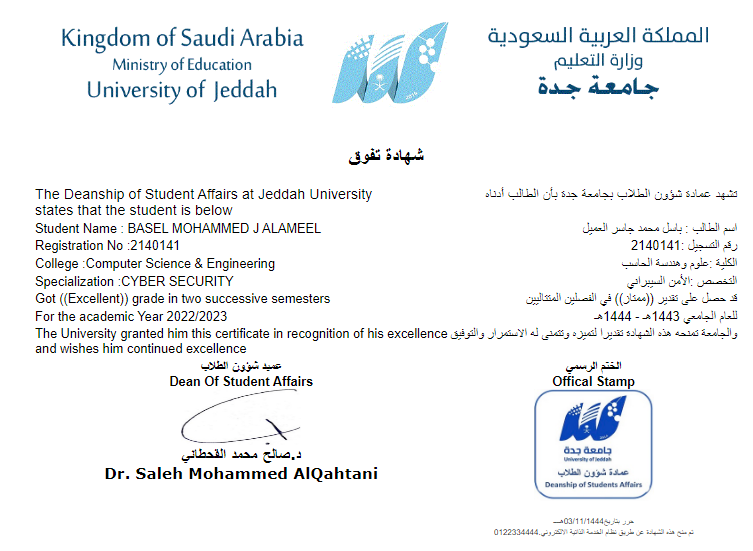 Kingdom of Saudi Arabia
Ministry of Education
University of Jeddah
المملكة العربية السعودية
وزارة التعليم
جامعة جدة
شهادة تفوق
The Deanship of Student Affairs at Jeddah University
states that the student is below
Student Name : BASEL MOHAMMED J ALAMEEL
Registration No :2140141
College :Computer Science & Engineering
Specialization :CYBER SECURITY
Got ((Excellent)) grade in two successive semesters
For the academic Year 2022/2023
The University granted him this certificate in recognition of his excellence
and wishes him continued excellence
تشهد عمادة شؤون الطلاب بجامعة جدة بأن الطالب أدناه
اسم الطالب : باسل محمد جاسر العميل
رقم التسجيل :2140141
الكلية :علوم وهندسة الحاسب
التخصص :الأمن السيبراني
قد حصل على تقدير ((ممتاز)) في الفصلين المتتاليين
للعام الجامعي 1443هـ - 1444هـ
والجامعة تمنحه هذه الشهادة تقديرا لتميزه وتتمنى له الاستمرار والتوفيق
عميد شؤون الطلاب
Dean Of Student Affairs
د.صالح محمد القحطاني
Dr. Saleh Mohammed AlQahtani
الختم الرسمي
Offical Stamp
جامعة جدة
University of Jeddah
عمادة شؤون الطلاب
Deanship of Students Affairs
حرر بتاريخ03/11/1444هـــ
تم منح هذه الشهادة عن طريق نظام الخدمة الذاتية الالكتروني.0122334444